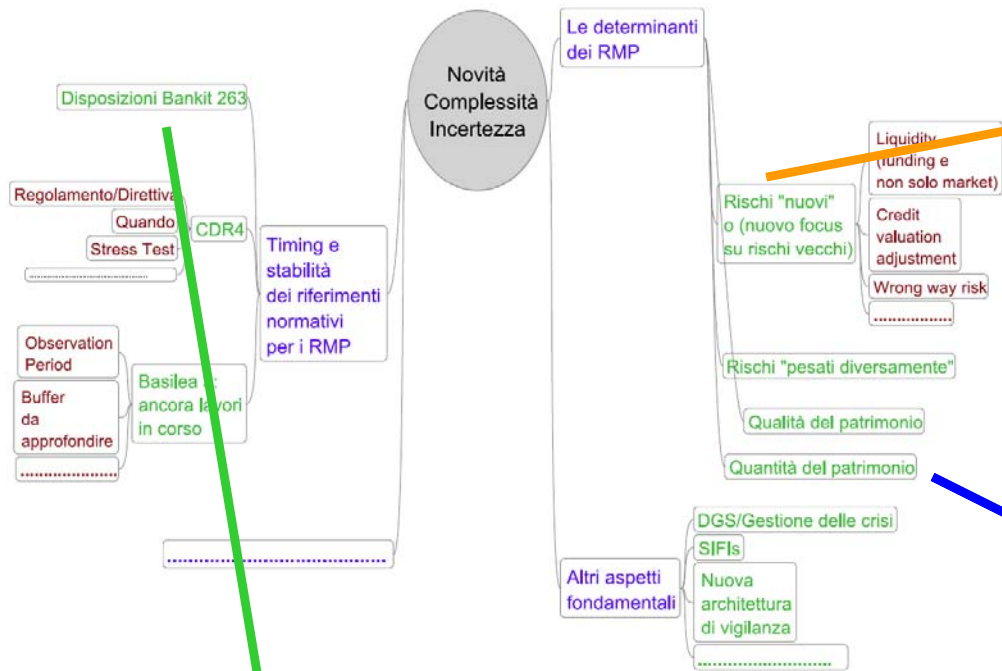 Novità
Complessità
Incertezza
Disposizioni Bankit 263
Regolamento/Direttiva
Quando
Stress Test
...........................................
CDR4
Timing e
stabilità
dei riferimenti
normativi
per i RMP
Observation
Period
Buffer
da
approfondire
.....................
Basilea
ancora lavori
in corso
.............................................
Le determinanti
dei RMP
Rischi "nuovi"
o (nuovo focus
su rischi vecchi)
Liquidity
(funding e
non solo market)
Credit
valuation
adjustment
Wrong way risk
.................
Rischi "pesati diversamente"
Qualità del patrimonio
Quantità del patrimonio
Altri aspetti
fondamentali
DGS/Gestione delle crisi
SIFIs
Nuova
architettura
di vigilanza
.............................